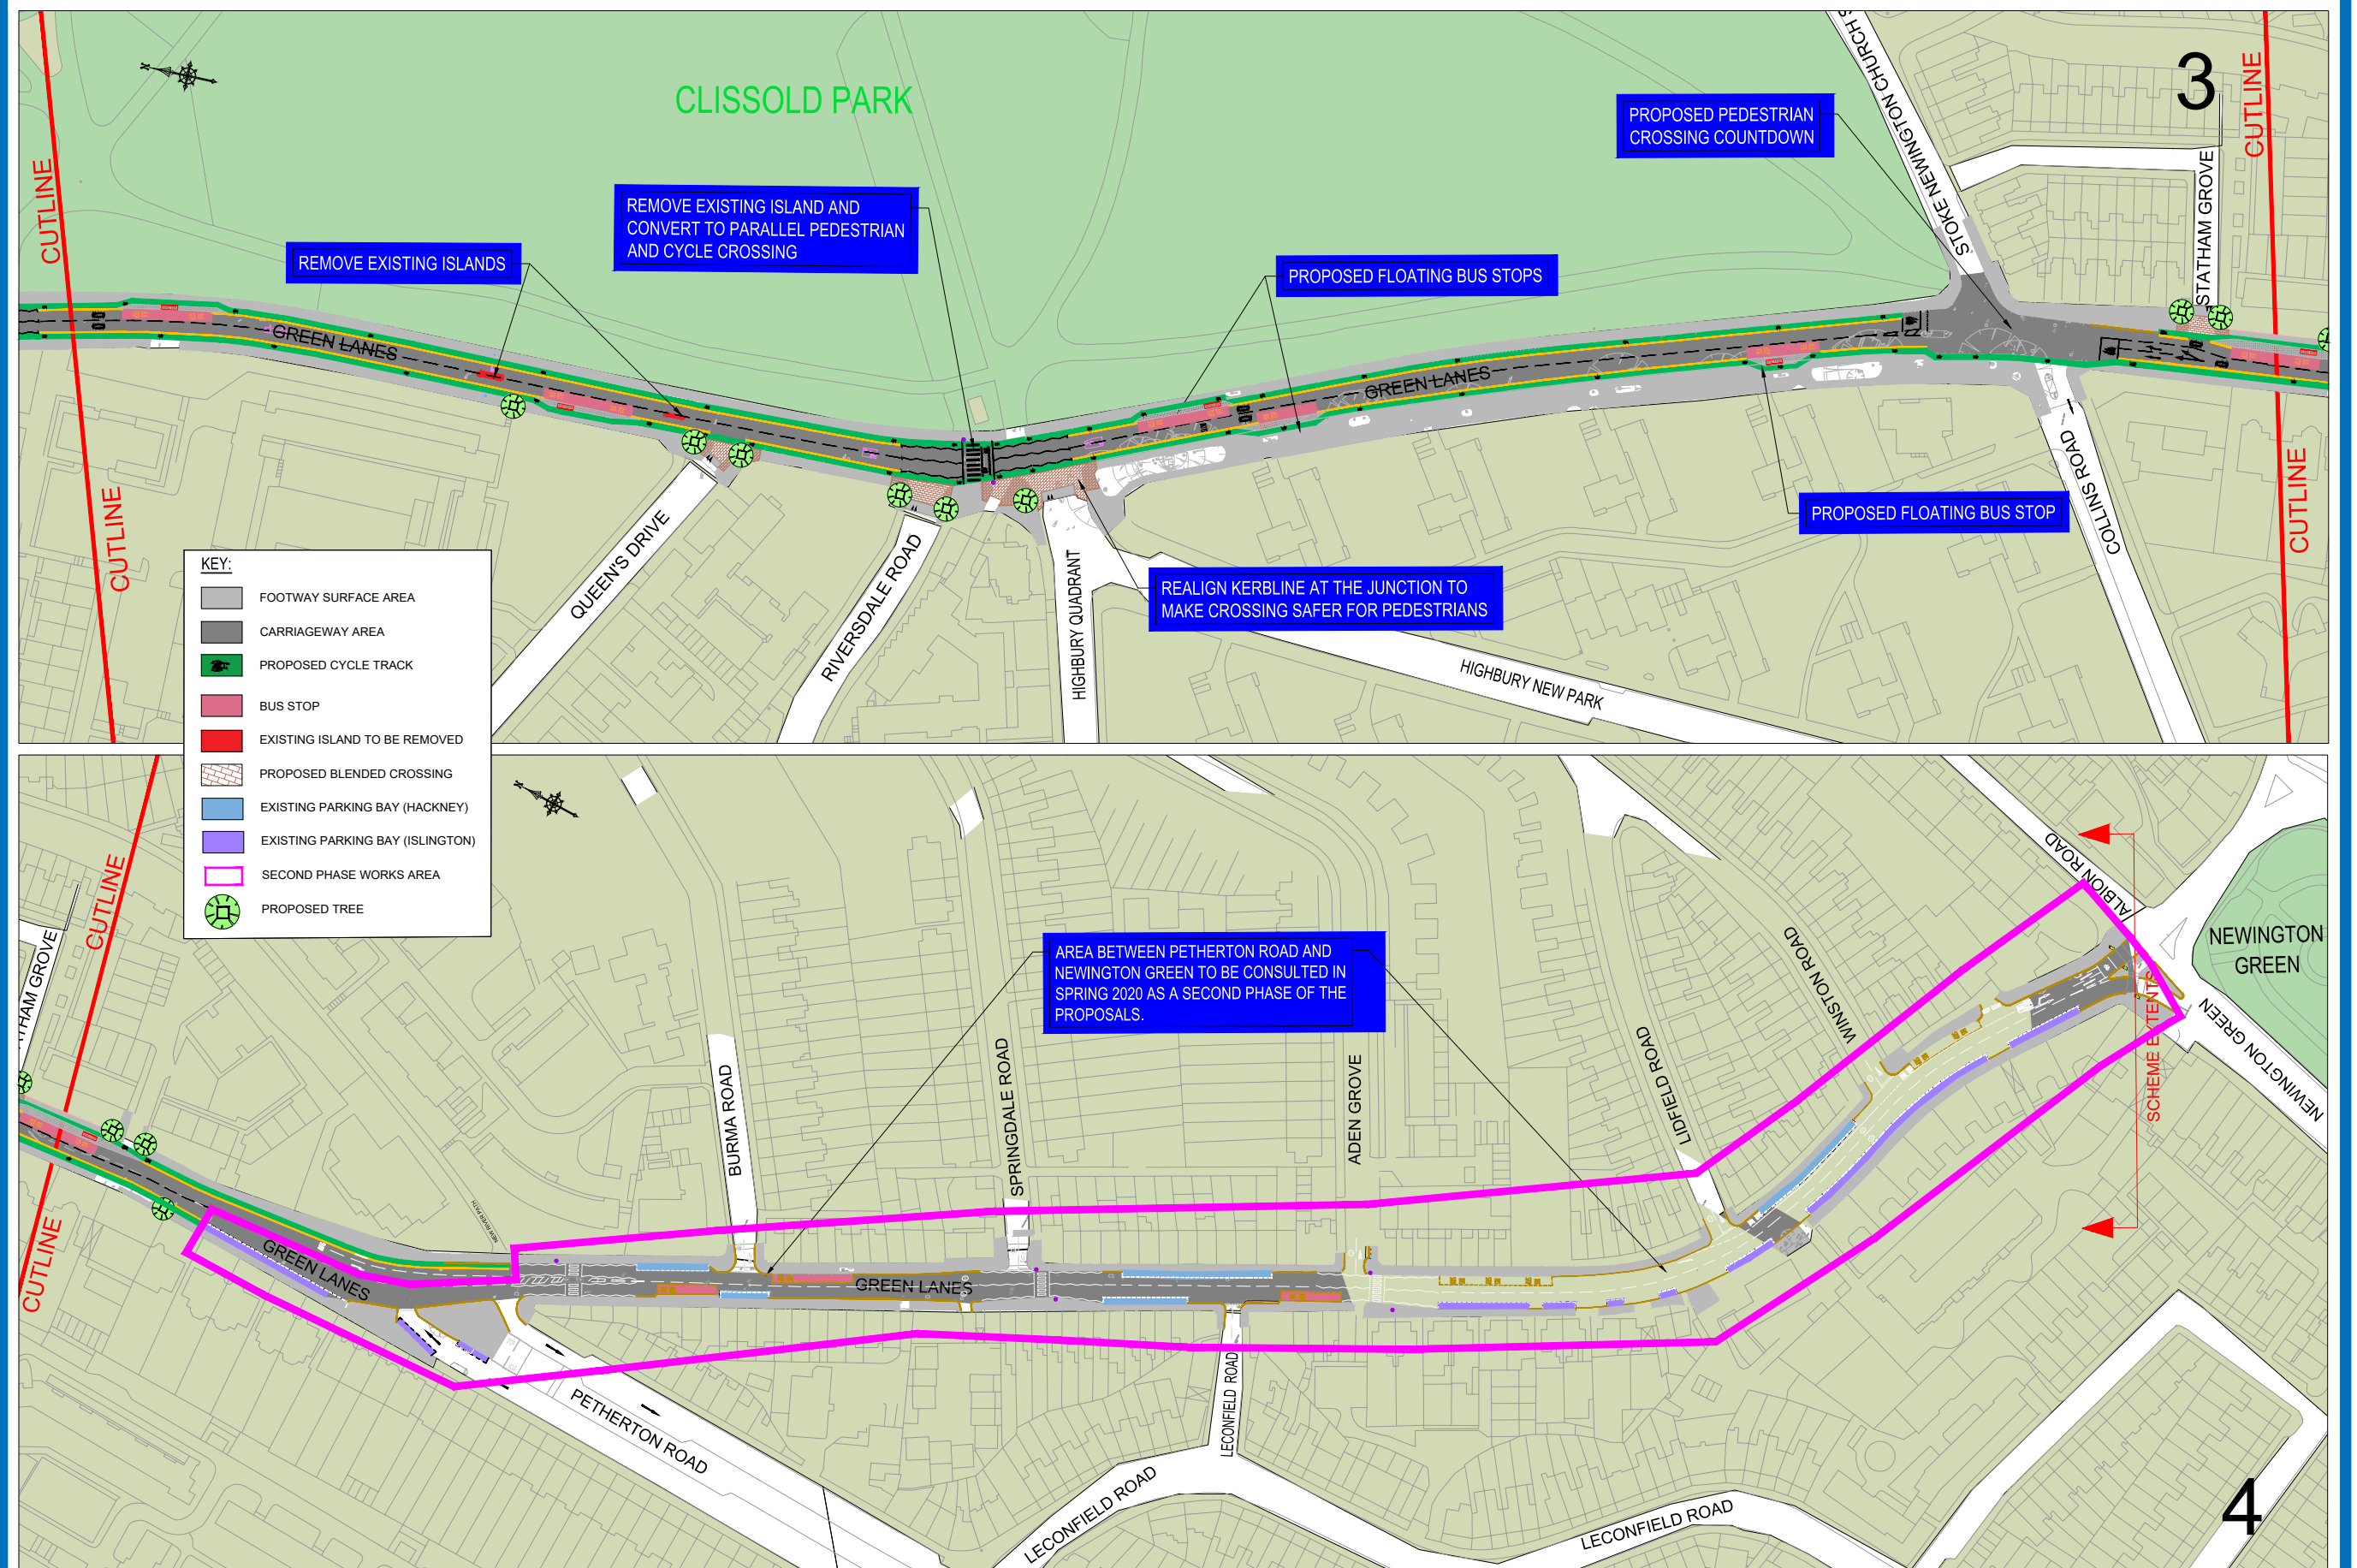 3
CLISSOLD PARK
CUTLINE
CUTLINE
CUTLINE
CUTLINE
N
REMOVE EXISTING ISLANDS
REMOVE EXISTING ISLAND AND
CONVERT TO PARALLEL PEDESTRIAN
AND CYCLE CROSSING
PROPOSED FLOATING BUS STOPS
PROPOSED PEDESTRIAN
CROSSING COUNTDOWN
STOKE NEWINGTON CHURCH S
STATHAM GROVE
GREEN LANES
GREEN LANES
PROPOSED FLOATING BUS STOP
REALIGN KERBLINE AT THE JUNCTION TO
MAKE CROSSING SAFER FOR PEDESTRIANS
QUEEN'S DRIVE
RIVERSDALE ROAD
HIGHBURY QUADRANT
HIGHBURY NEW PARK
COLLINS ROAD
KEY:
FOOTWAY SURFACE AREA
CARRIAGEWAY AREA
PROPOSED CYCLE TRACK
BUS STOP
EXISTING ISLAND TO BE REMOVED
PROPOSED BLENDED CROSSING
EXISTING PARKING BAY (HACKNEY)
EXISTING PARKING BAY (ISLINGTON)
SECOND PHASE WORKS AREA
PROPOSED TREE
CUTLINE
CUTLINE
THAM GROVE
AREA BETWEEN PETHERTON ROAD AND
NEWINGTON GREEN TO BE CONSULTED IN
SPRING 2020 AS A SECOND PHASE OF THE
PROPOSALS.
ALBION ROAD
NEWINGTON
GREEN
NEWINGTON GREEN
SCHEME EXTENTS
WINSTON ROAD
LIDFIELD ROAD
ADEN GROVE
SPRINGDALE ROAD
BURMA ROAD
NEW RIVER PATH
GREEN LANES
GREEN LANES
PETHERTON ROAD
LECONFIELD ROAD
LECONFIELD ROAD
LECONFIELD ROAD
4